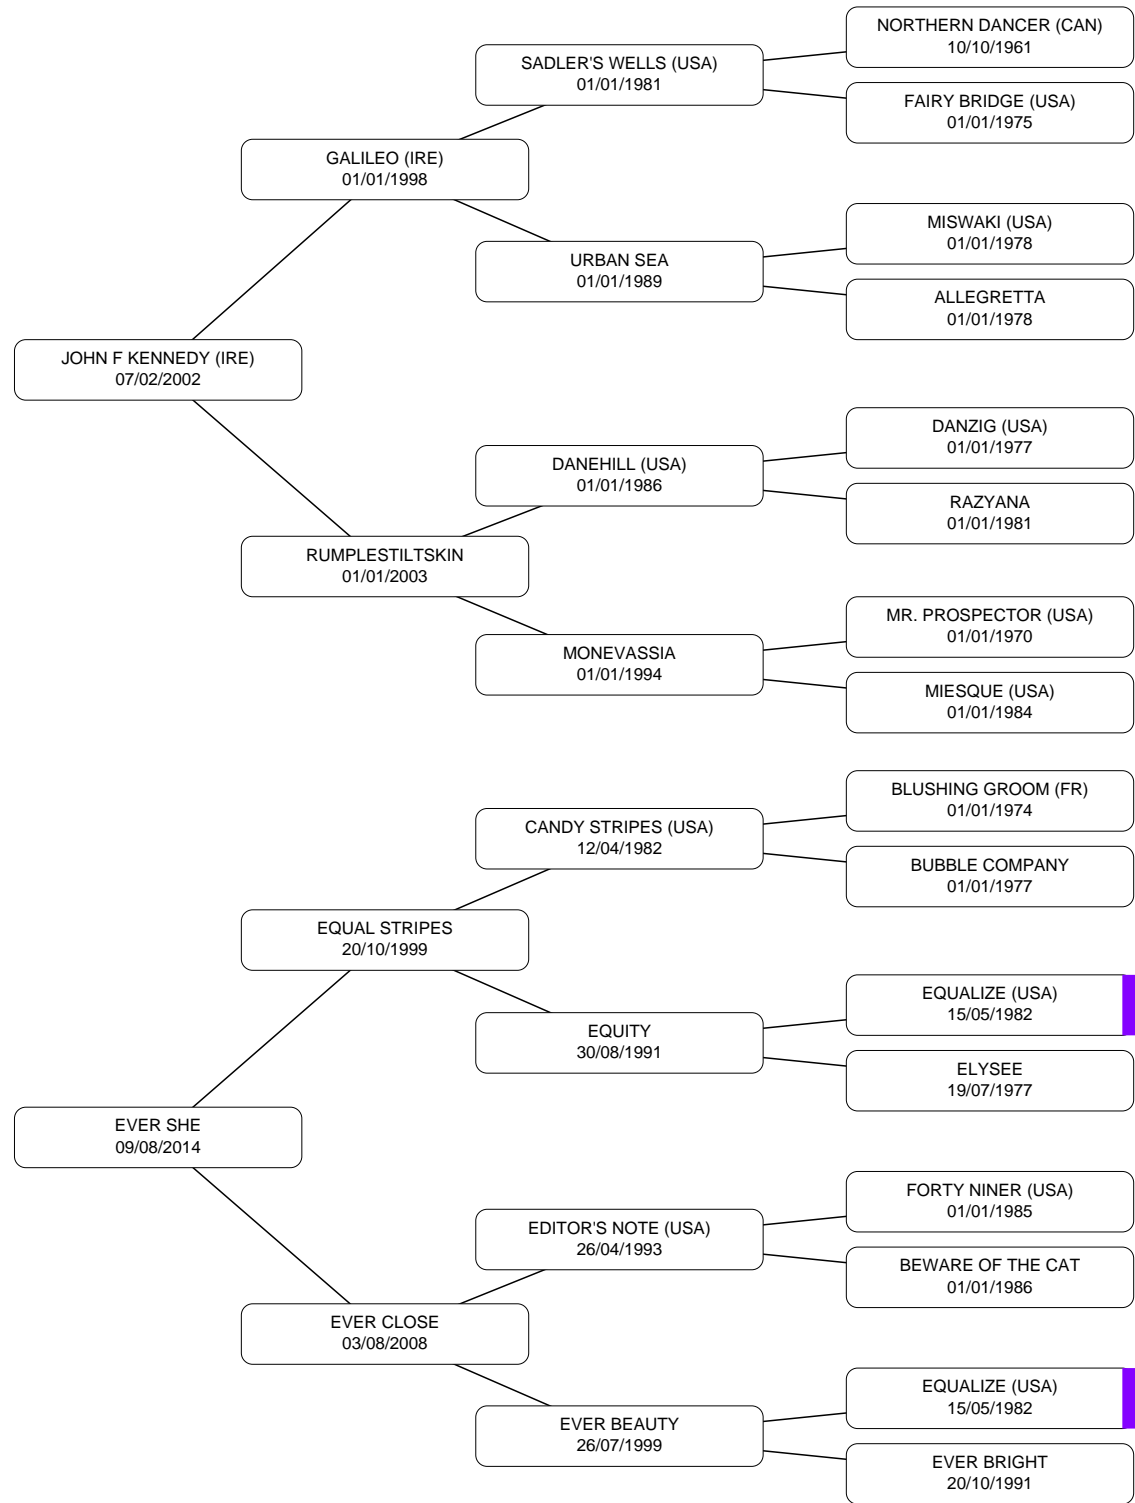 NORTHERN DANCER (CAN)
10/10/1961
SADLER'S WELLS (USA)
01/01/1981
FAIRY BRIDGE (USA)
01/01/1975
GALILEO (IRE)
01/01/1998
MISWAKI (USA)
01/01/1978
URBAN SEA
01/01/1989
ALLEGRETTA
01/01/1978
JOHN F KENNEDY (IRE)
07/02/2002
DANZIG (USA)
01/01/1977
DANEHILL (USA)
01/01/1986
RAZYANA
01/01/1981
RUMPLESTILTSKIN
01/01/2003
MR. PROSPECTOR (USA)
01/01/1970
MONEVASSIA
01/01/1994
MIESQUE (USA)
01/01/1984
BLUSHING GROOM (FR)
01/01/1974
CANDY STRIPES (USA)
12/04/1982
BUBBLE COMPANY
01/01/1977
EQUAL STRIPES
20/10/1999
EQUALIZE (USA)
15/05/1982
EQUITY
30/08/1991
ELYSEE
19/07/1977
EVER SHE
09/08/2014
FORTY NINER (USA)
01/01/1985
EDITOR'S NOTE (USA)
26/04/1993
BEWARE OF THE CAT
01/01/1986
EVER CLOSE
03/08/2008
EQUALIZE (USA)
15/05/1982
EVER BEAUTY
26/07/1999
EVER BRIGHT
20/10/1991